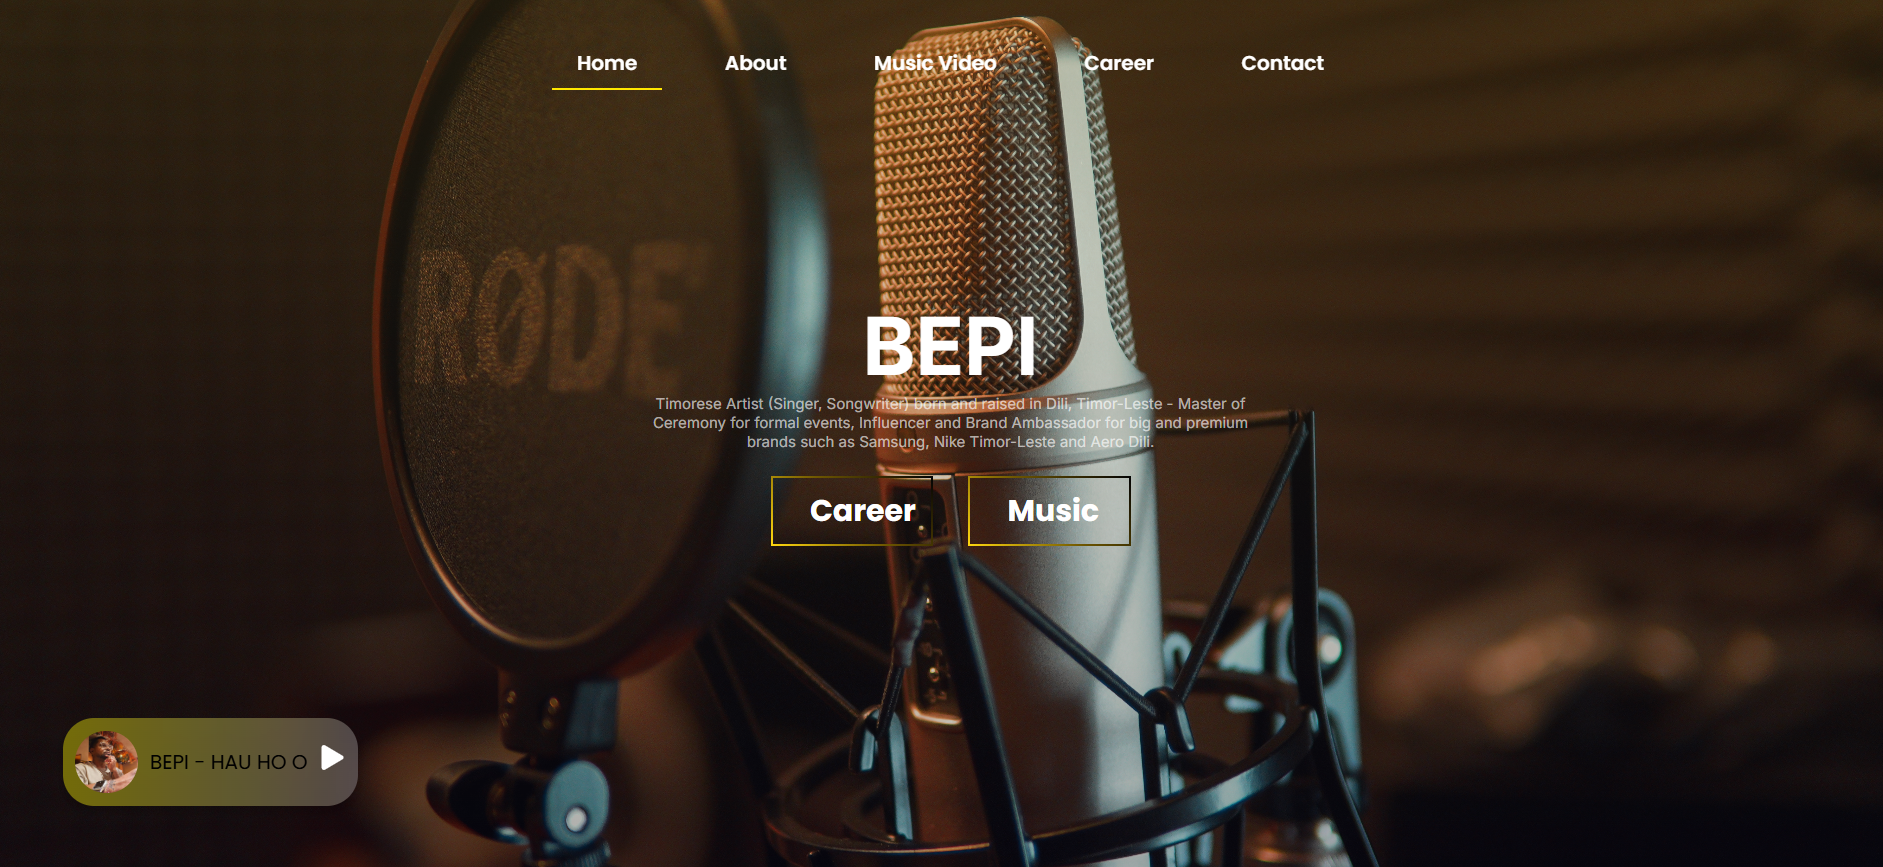 Home About Music Video Career Contact
RØDE
BEPI
Timorese Artist (Singer, Songwriter) born and raised in Dili, Timor-Leste - Master of
Ceremony for formal events, Influencer and Brand Ambassador for big and premium
brands such as Samsung, Nike Timor-Leste and Aero Dili.
Career Music
BEPI - HAU HO O